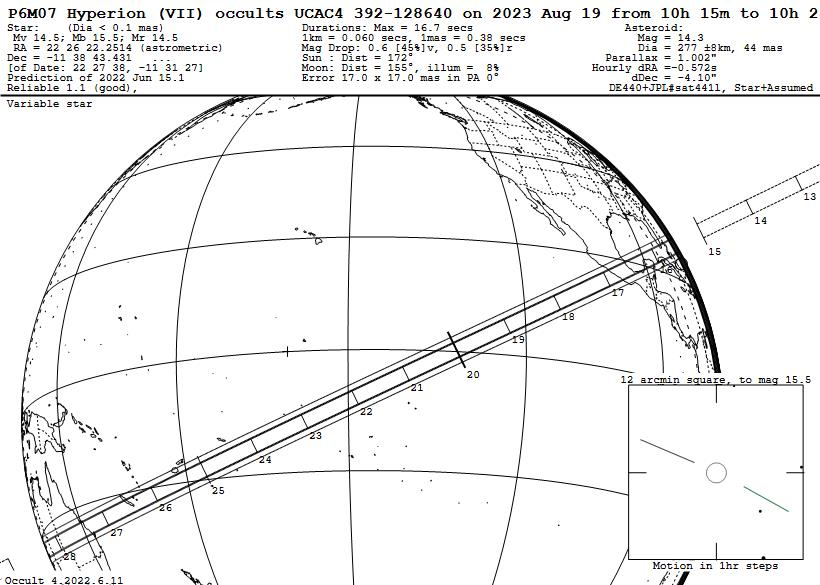 P6M07 Hyperion (VII) occults UCAC4 392-128640 on 2023 Aug 19 from 10h 15m to 10h 2
Star: (Dia < 0.1 mas) Durations: Max = 16.7 secs Asteroid:
Mv 14.5; Mb 15.5; Mr 14.5 1km = 0.060 secs, 1mas = 0.38 secs Mag = 14.3
RA = 22 26 22.2514 (astrometric) Mag Drop: 0.6 [45%]v, 0.5 [35%]r Dia = 277 ±8km, 44 mas
Dec = -11 38 43.431 ... Sun : Dist = 172° Parallax = 1.002"
[of Date: 22 27 38, -11 31 27] Moon: Dist = 155°, illum = 8% Hourly dRA =-0.572s
Prediction of 2022 Jun 15.1 Error 17.0 x 17.0 mas in PA 0° dDec = -4.10"
Reliable 1.1 (good), DE440+JPL#sat441l, Star+Assumed
Variable star
13
14
15
16
17
18
19
20
21
22
23
24
25
26
27
28
12 arcmin square, to mag 15.5
Motion in 1hr steps
Occult 4.2022.6.11